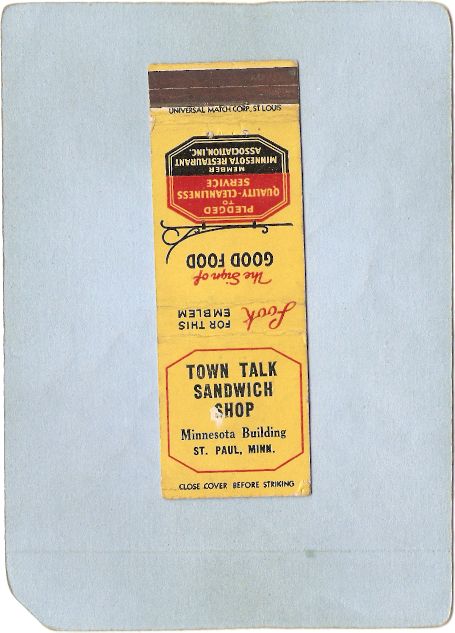 UNIVERSAL MATCH CORP., ST. LOUIS
PLEDGED
TO
QUALITY-CLEANLINESS
SERVICE
MEMBER
MINNESOTA RESTAURANT
ASSOCIATION, INC.
Look FOR THIS
EMBLEM
The Sign of
GOOD FOOD
TOWN TALK
SANDWICH
SHOP
Minnesota Building
ST. PAUL, MINN.
CLOSE COVER BEFORE STRIKING